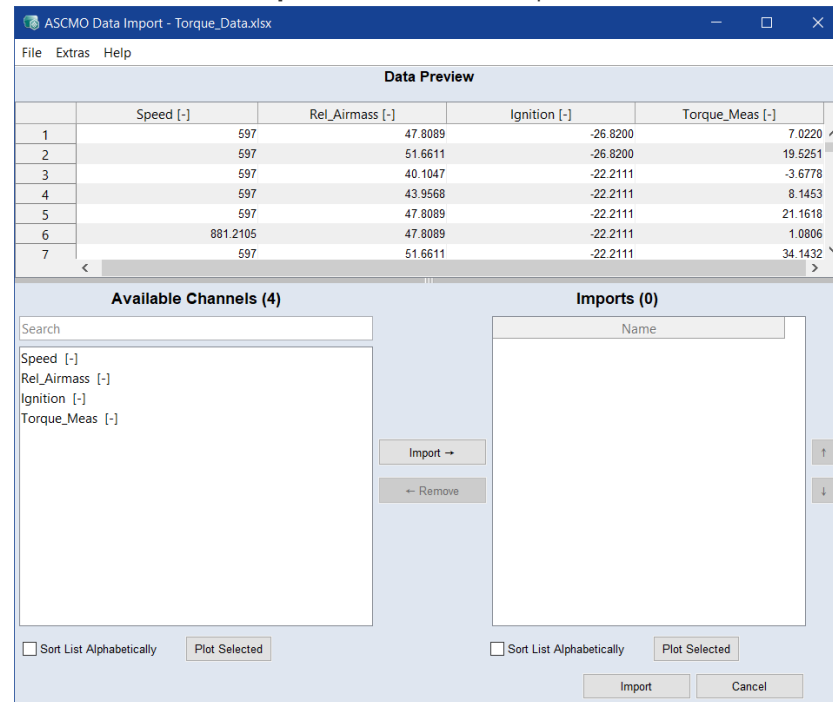 ASCMO Data Import - Torque_Data.xlsx
File Extras Help
Data Preview
Speed [-] Rel_Airmass [-] Ignition [-] Torque_Meas [-]
1 597 47.8089 -26.8200 7.0220
2 597 51.6611 -26.8200 19.5251
3 597 40.1047 -22.2111 -3.6778
4 597 43.9568 -22.2111 8.1453
5 597 47.8089 -22.2111 21.1618
6 881.2105 47.8089 -22.2111 1.0806
7 597 51.6611 -22.2111 34.1432
Available Channels (4)
Search
Speed [-]
Rel_Airmass [-]
Ignition [-]
Torque_Meas [-]
Import →
← Remove
Imports (0)
Name
↑
↓
Sort List Alphabetically Plot Selected
Sort List Alphabetically Plot Selected
Import Cancel